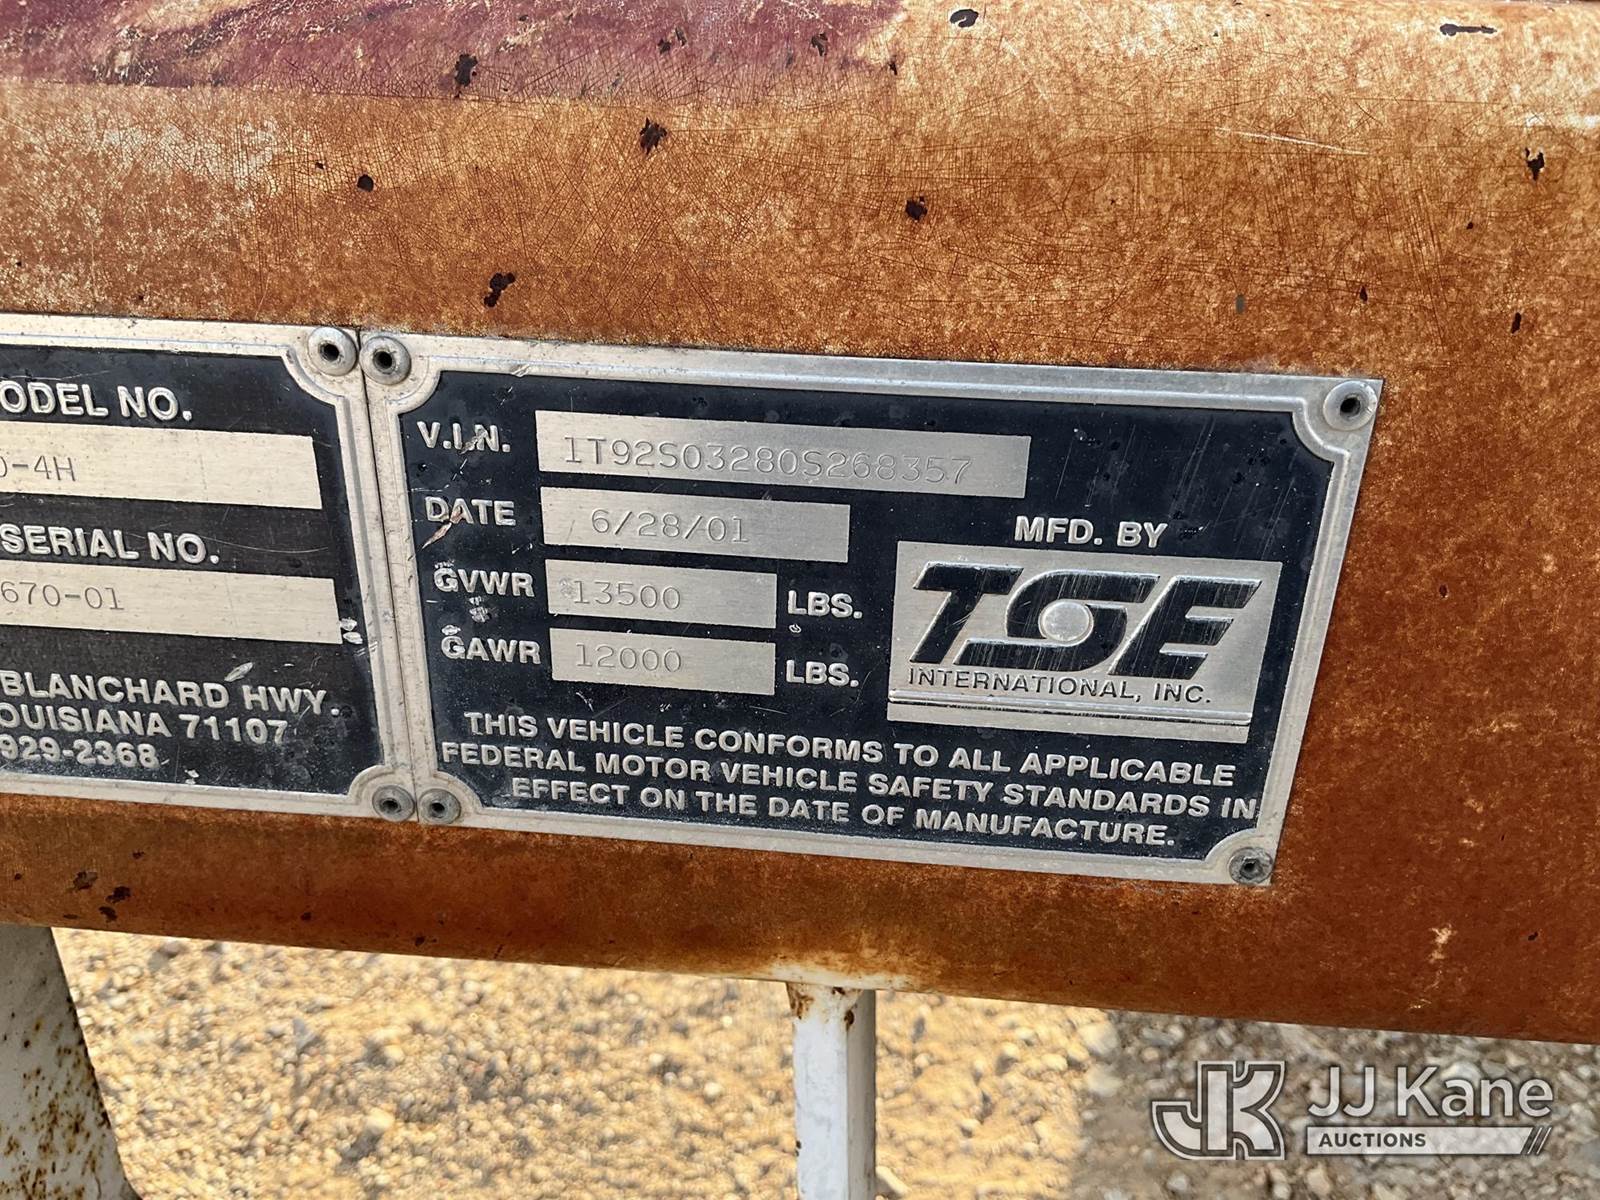 ODEL NO.
0-4H
SERIAL NO.
670-01
BLANCHARD HWY.
OUISIANA 71107
929-2368
V.I.N. 1T92S03280S268357
DATE 6/28/01
GVWR 13500 LBS.
GAWR 12000 LBS.
MFD. BY
TSE
INTERNATIONAL, INC.
THIS VEHICLE CONFORMS TO ALL APPLICABLE
FEDERAL MOTOR VEHICLE SAFETY STANDARDS IN
EFFECT ON THE DATE OF MANUFACTURE.
JK JJ Kane
AUCTIONS